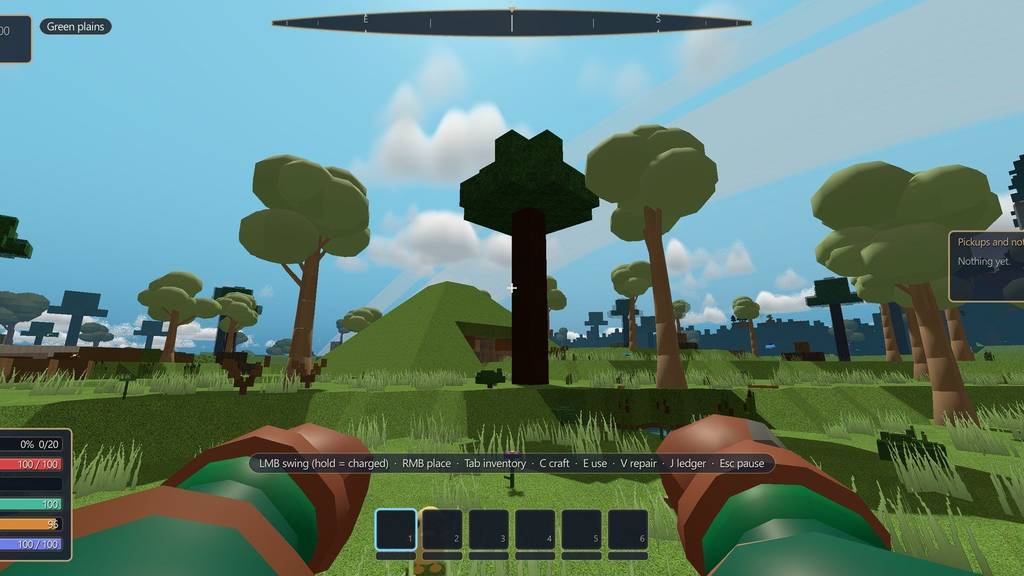 E
S
00
Green plains
Pickups and not
Nothing yet
0% 0/20
100 / 100
100
96
100 / 100
LMB swing (hold = charged) · RMB place · Tab inventory · C craft · E use · V repair · J ledger · Esc pause
1
2
3
4
5
6